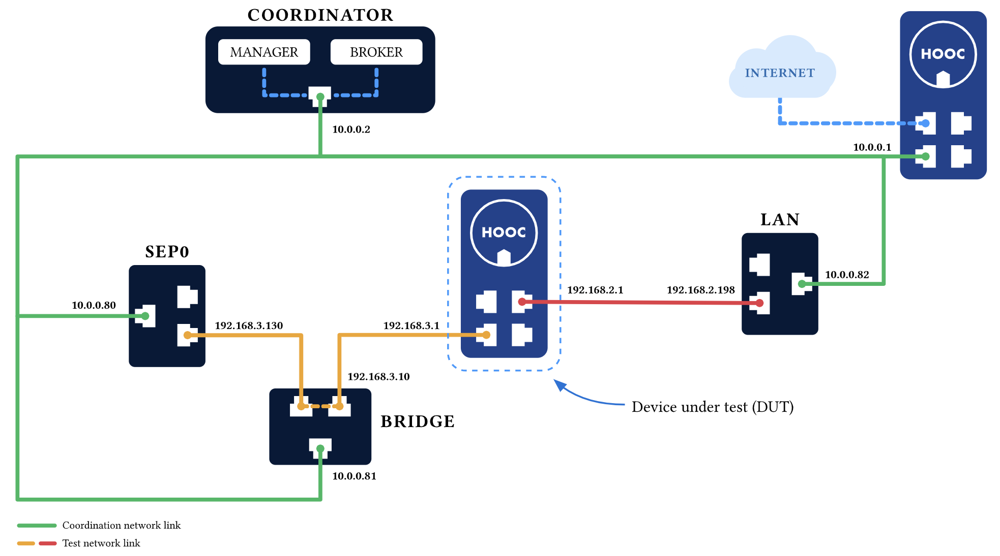 COORDINATOR
MANAGER
BROKER
HOOC
INTERNET
10.0.0.2
10.0.0.1
HOOC
LAN
SEP0
10.0.0.82
192.168.2.1
192.168.2.198
10.0.0.80
192.168.3.130
192.168.3.1
192.168.3.10
Device under test (DUT)
BRIDGE
10.0.0.81
Coordination network link
Test network link